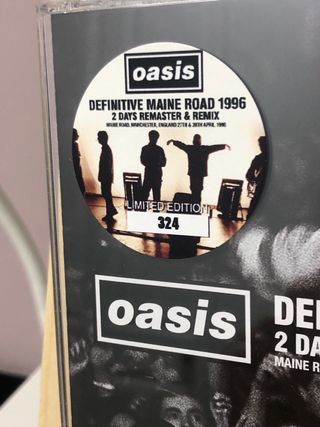 oasis
DEFINITIVE MAINE ROAD 1996
2 DAYS REMASTER & REMIX
MAINE ROAD, MANCHESTER, ENGLAND 27TH & 28TH APRIL 1996
LIMITED EDITION
324
oasis
DE
2 DA
MAINE R